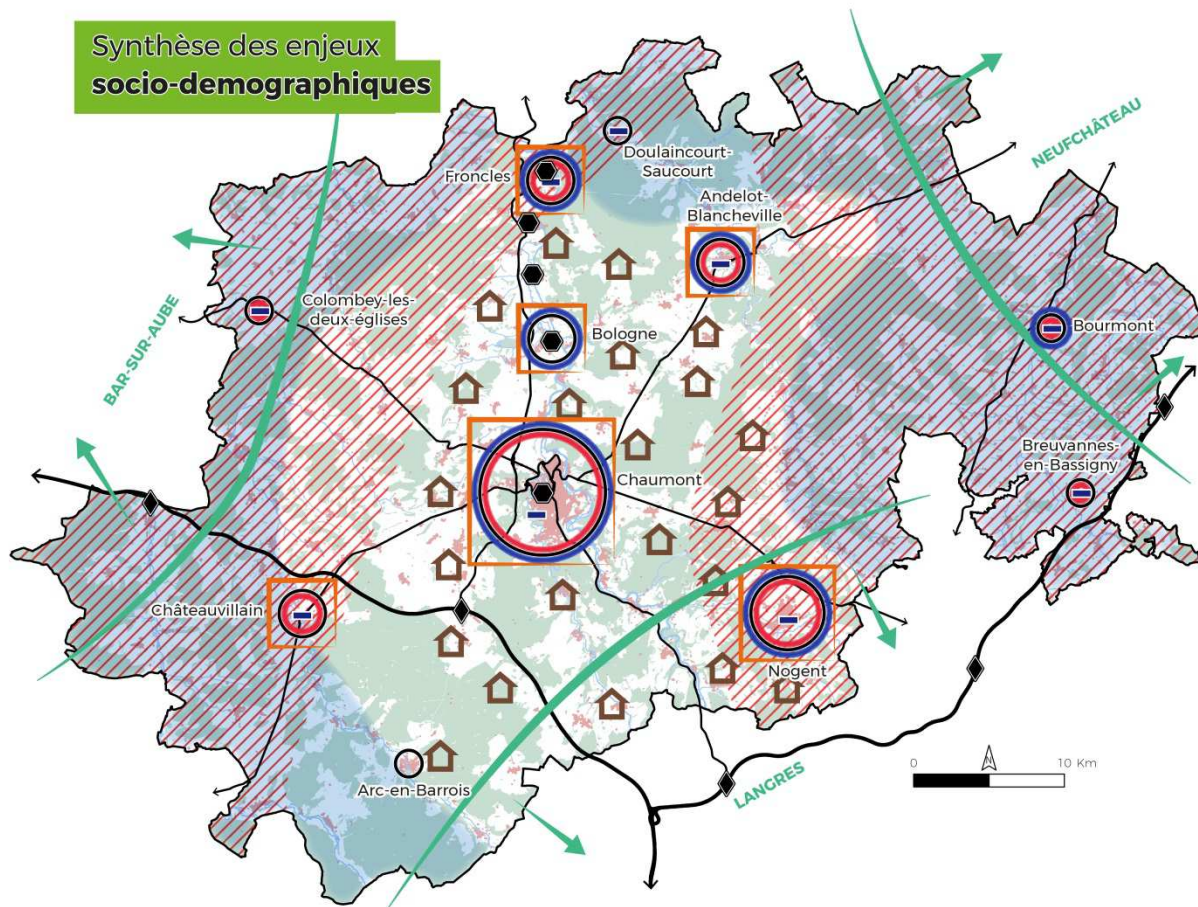 Synthèse des enjeux
socio-demographiques
NEUFCHÂTEAU
Doulaincourt-
Saucourt
Froncles
Andelot-
Blancheville
Colombey-les-
deux-églises
Bologne
Bourmont
BAR-SUR-AUBE
Breuvannes-
en-Bassigny
Chaumont
Châteauvillain
Nogent
Arc-en-Barrois
LANGRES
N
0
10 Km